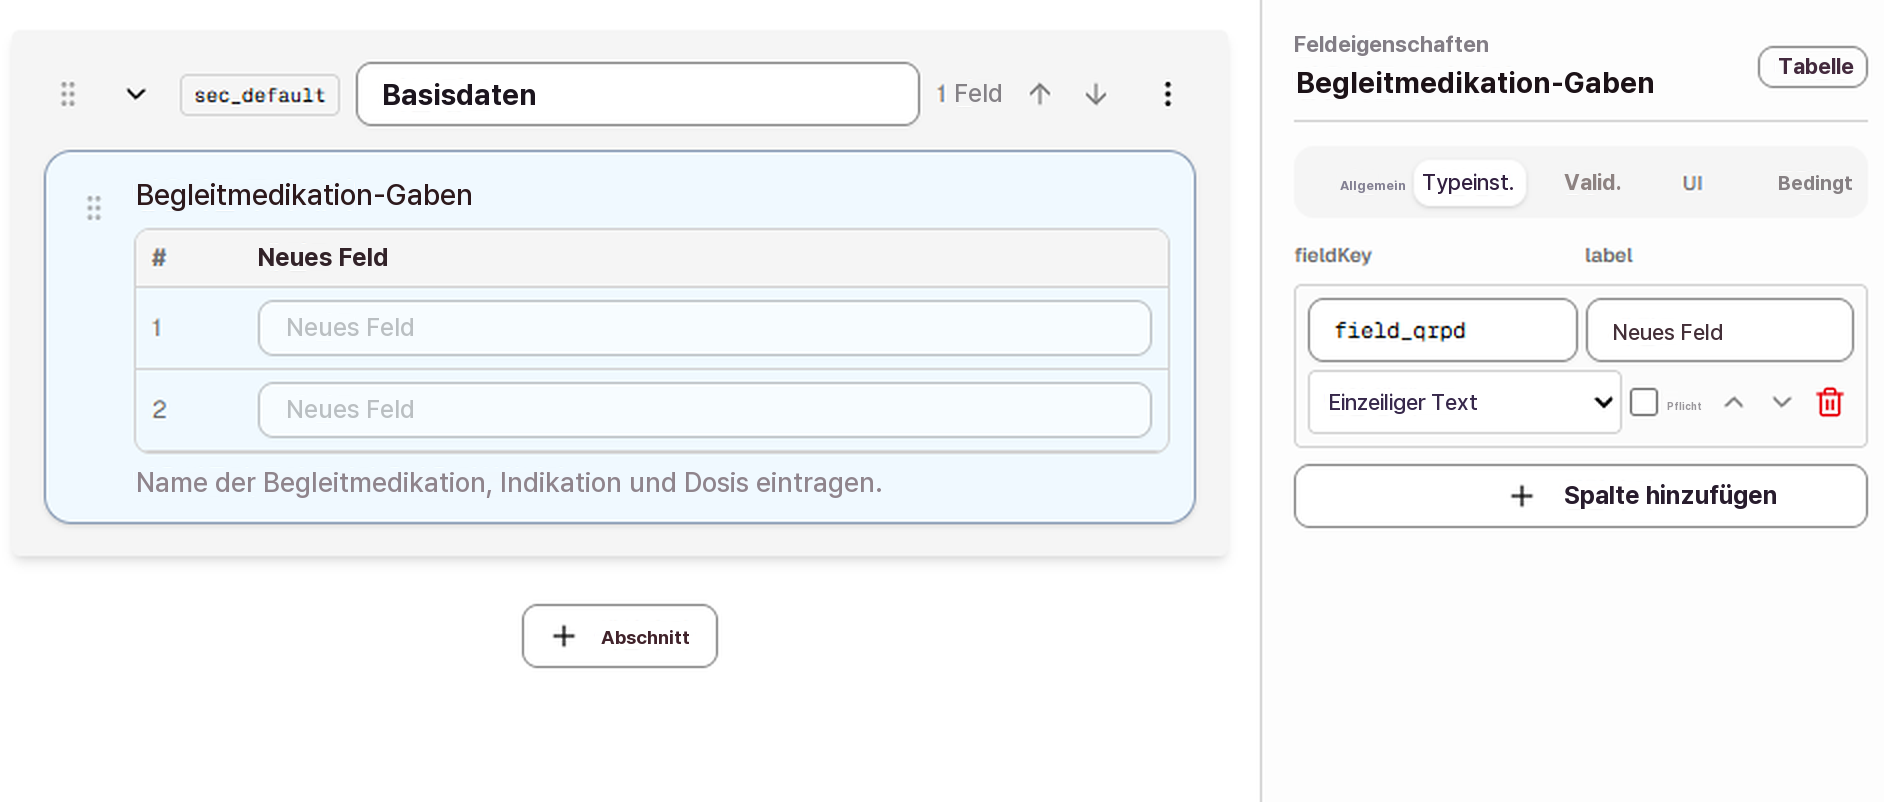 sec_default
Basisdaten
1 Feld
Begleitmedikation-Gaben
# Neues Feld
1 Neues Feld
2 Neues Feld
Name der Begleitmedikation, Indikation und Dosis eintragen.
Abschnitt
Feldeigenschaften
Begleitmedikation-Gaben
Tabelle
Allgemein Typeinst. Valid. UI Bedingt
fieldKey label
field_qrpd Neues Feld
Einzeiliger Text Pflicht
Spalte hinzufügen